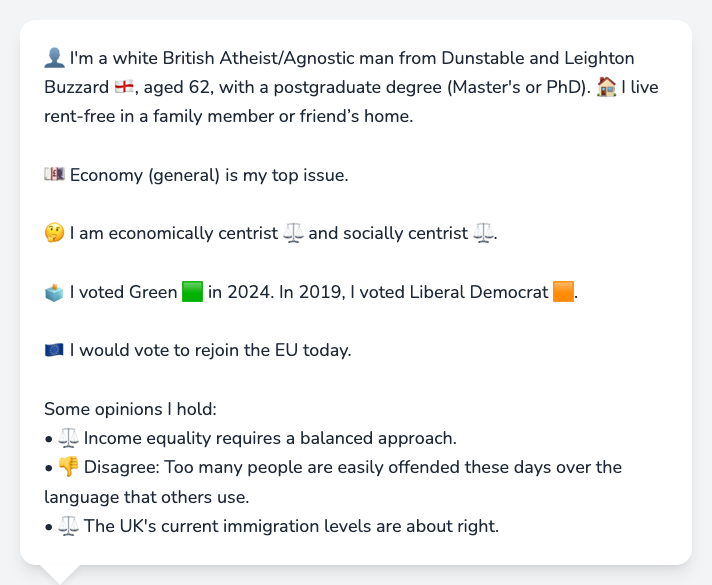 👤 I'm a white British Atheist/Agnostic man from Dunstable and Leighton
Buzzard 🏴󠁧󠁢󠁥󠁮󠁧󠁿, aged 62, with a postgraduate degree (Master's or PhD). 🏠 I live
rent-free in a family member or friend’s home.
💷 Economy (general) is my top issue.
🤔 I am economically centrist ⚖️ and socially centrist ⚖️.
🗳️ I voted Green 🟩 in 2024. In 2019, I voted Liberal Democrat 🟧.
🇪🇺 I would vote to rejoin the EU today.
Some opinions I hold:
• ⚖️ Income equality requires a balanced approach.
• 👎 Disagree: Too many people are easily offended these days over the
language that others use.
• ⚖️ The UK's current immigration levels are about right.